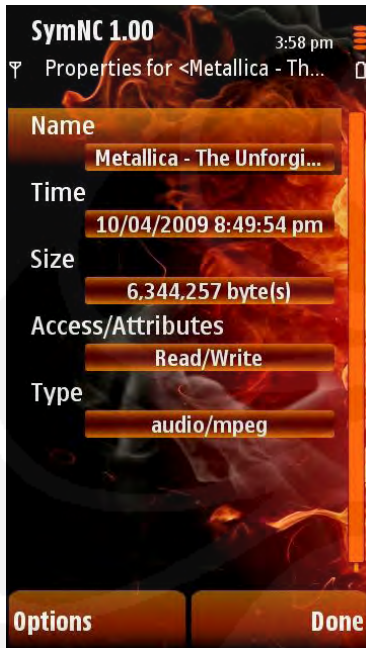 SymNC 1.00
3:58 pm
Properties for <Metallica - Th...
Name
Metallica - The Unforgi...
Time
10/04/2009 8:49:54 pm
Size
6,344,257 byte(s)
Access/Attributes
Read/Write
Type
audio/mpeg
Options Done